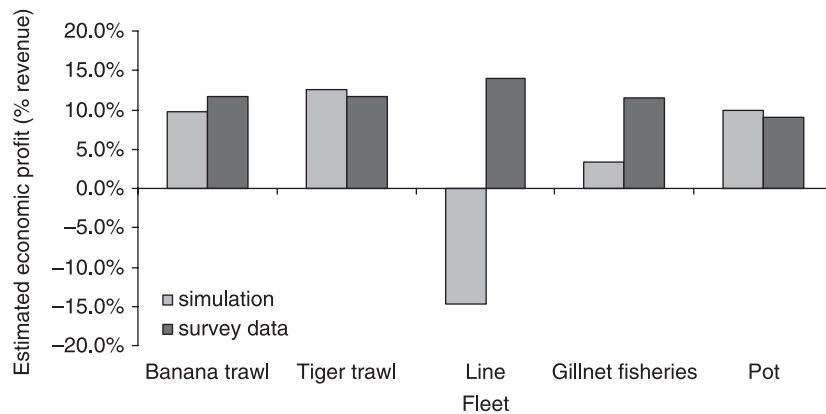 Estimated economic profit (% revenue)
20.0%
15.0%
10.0%
5.0%
0.0%
−5.0%
−10.0%
−15.0%
−20.0%
simulation
survey data
Banana trawl Tiger trawl Line Gillnet fisheries Pot
Fleet